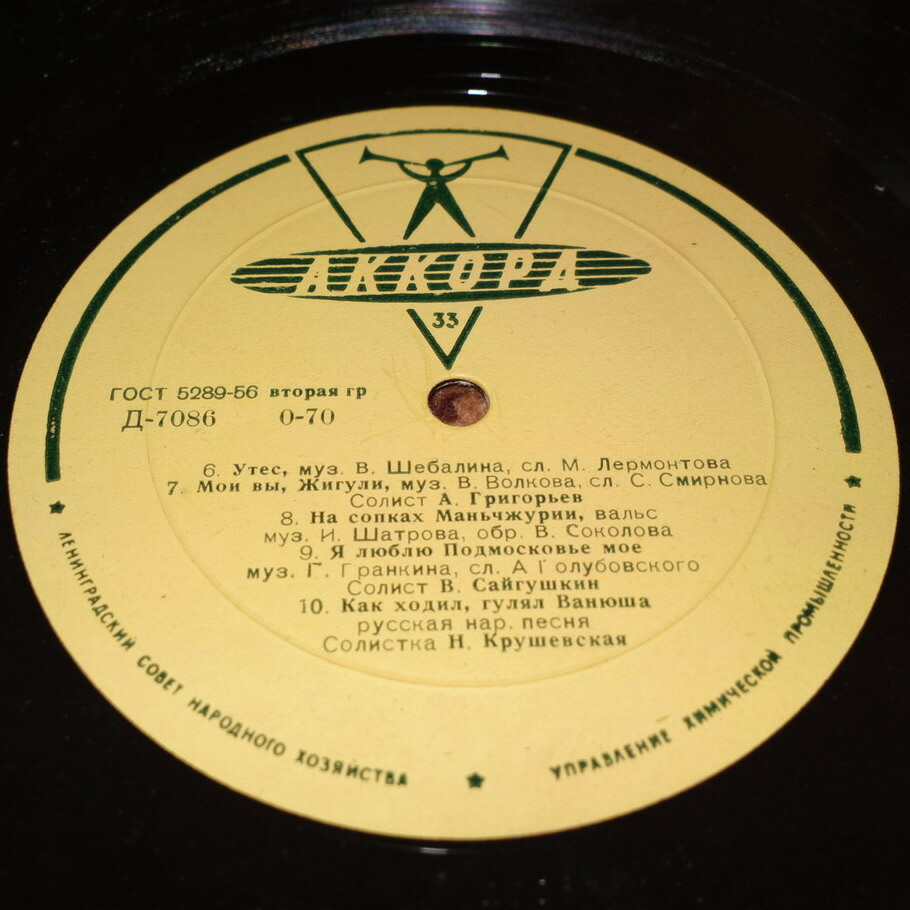 АККОРД
33
ГОСТ 5289-56 вторая гр
Д-7086 0-70
6. Утес, муз. В. Шебалина, сл. М. Лермонтова
7. Мои вы, Жигули, муз. В. Волкова, сл. С. Смирнова
Солист А. Григорьев
8. На сопках Маньчжурии, вальс
муз. И. Шатрова, обр. В. Соколова
9. Я люблю Подмосковье мое
муз. Г. Гранкина, сл. А Голубовского
Солист В. Сайгушкин
10. Как ходил, гулял Ванюша
русская нар. песня
Солистка Н. Крушевская
ЛЕНИНГРАДСКИЙ СОВЕТ НАРОДНОГО ХОЗЯЙСТВА
УПРАВЛЕНИЕ ХИМИЧЕСКОЙ ПРОМЫШЛЕННОСТИ